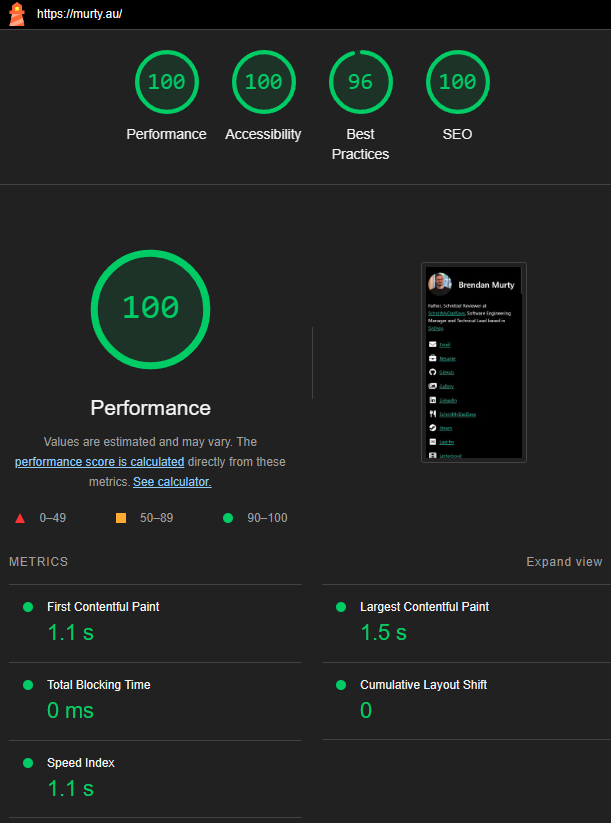 https://murty.au/
100
100
96
100
Performance
Accessibility
Best
Practices
SEO
100
Performance
Values are estimated and may vary. The
performance score is calculated directly from these
metrics. See calculator.
0–49
50–89
90–100
Brendan Murty
Father, Schnitzel Reviewer at
SchnittyDaysDays, Software Engineering
Manager and Technical Lead based in
Sydney.
Email
Resume
GitHub
Gallery
LinkedIn
Steam
Last.fm
Letterboxd
METRICS
Expand view
First Contentful Paint
1.1 s
Largest Contentful Paint
1.5 s
Total Blocking Time
0 ms
Cumulative Layout Shift
0
Speed Index
1.1 s